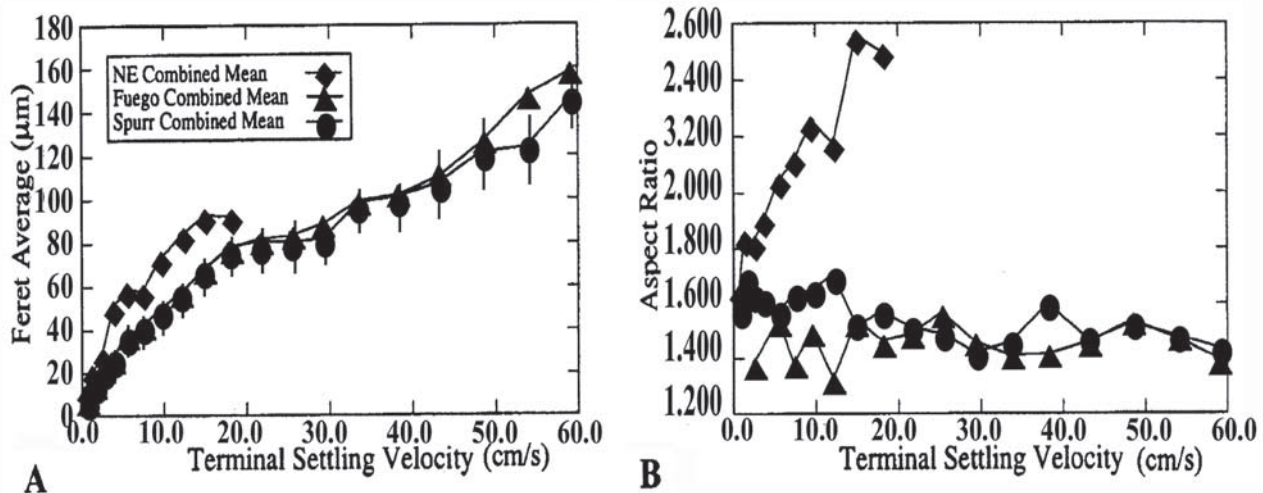 180
160
140
120
100
80
60
40
20
0
Feret Average (µm)
NE Combined Mean
Fuego Combined Mean
Spurr Combined Mean
0.0 10.0 20.0 30.0 40.0 50.0 60.0
Terminal Settling Velocity (cm/s)
A
2.600
2.400
3.200
2.000
1.800
1.600
1.400
1.200
Aspect Ratio
0.0 10.0 20.0 30.0 40.0 50.0 60.0
Terminal Settling Velocity (cm/s)
B